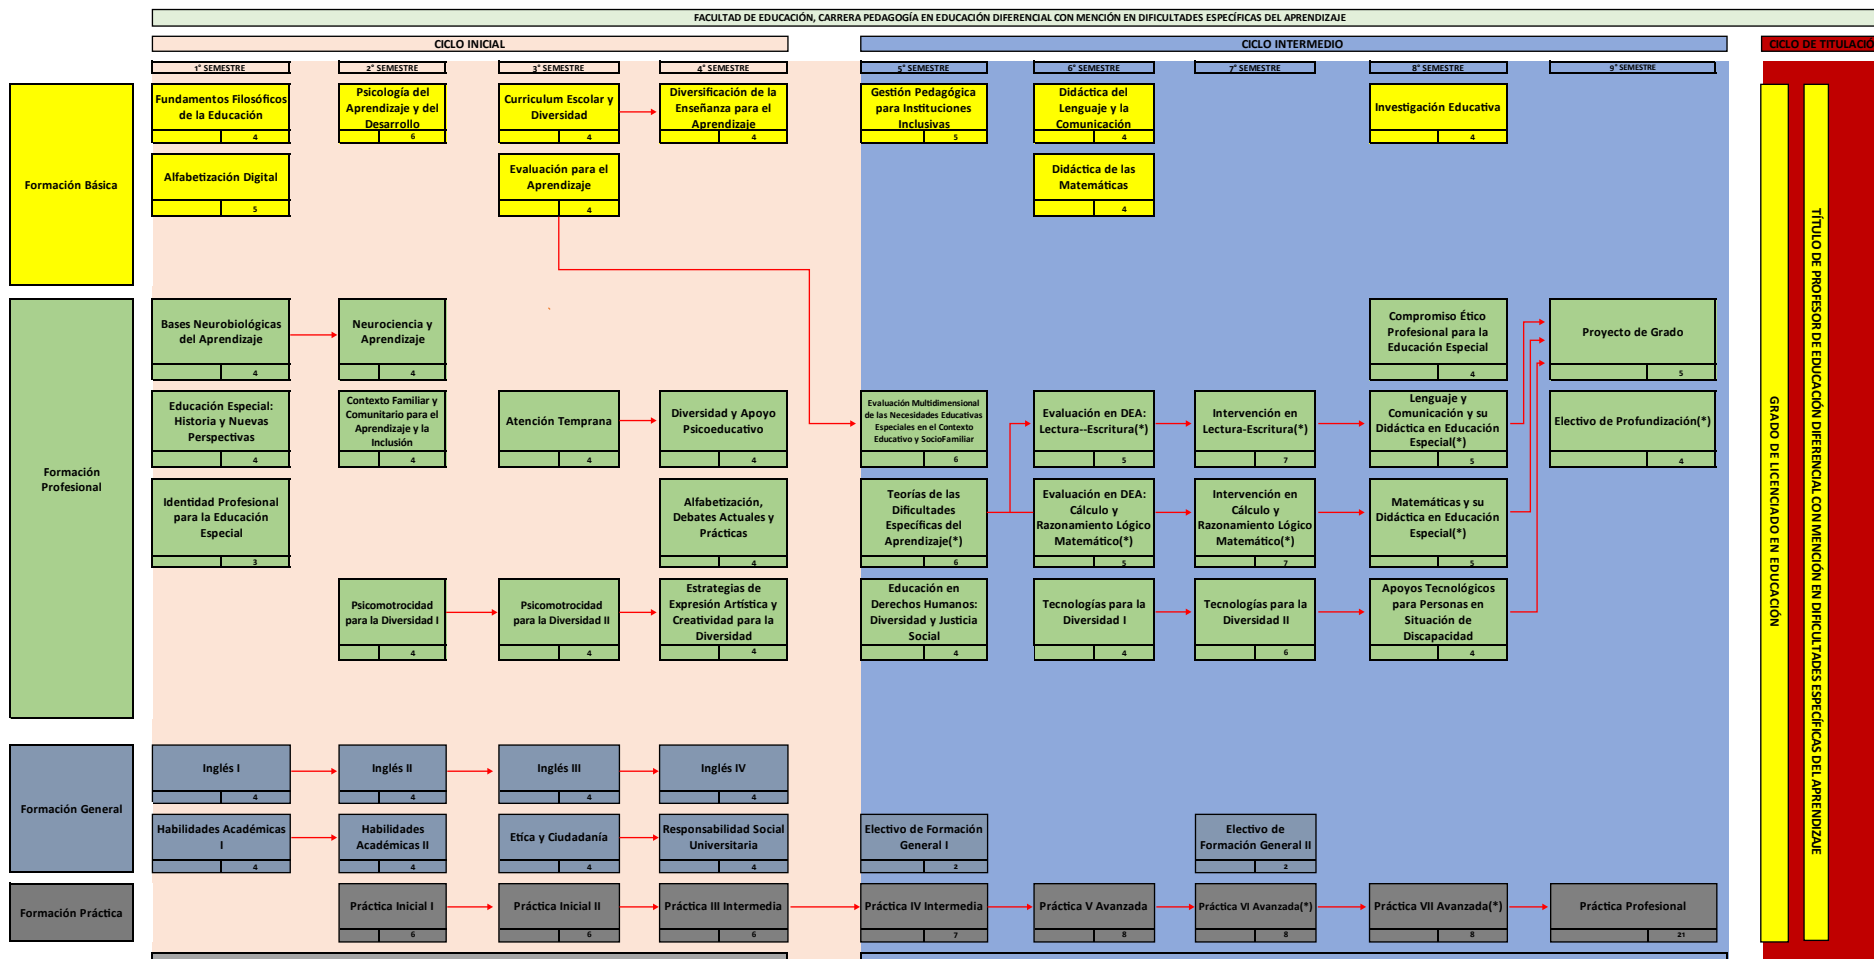 FACULTAD DE EDUCACIÓN, CARRERA PEDAGOGÍA EN EDUCACIÓN DIFERENCIAL CON MENCIÓN EN DIFICULTADES ESPECÍFICAS DEL APRENDIZAJE
CICLO INICIAL
CICLO INTERMEDIO
CICLO DE TITULACIÓ
1° SEMESTRE
2° SEMESTRE
3° SEMESTRE
4° SEMESTRE
5° SEMESTRE
6° SEMESTRE
7° SEMESTRE
8° SEMESTRE
9° SEMESTRE
Formación Básica
Fundamentos Filosóficos
de la Educación
4
Psicología del
Aprendizaje y del
Desarrollo
6
Curriculum Escolar y
Diversidad
4
Diversificación de la
Enseñanza para el
Aprendizaje
4
Gestión Pedagógica
para Instituciones
Inclusivas
5
Didáctica del
Lenguaje y la
Comunicación
4
Investigación Educativa
4
Alfabetización Digital
5
Evaluación para el
Aprendizaje
4
Didáctica de las
Matemáticas
4
Formación
Profesional
Bases Neurobiológicas
del Aprendizaje
4
Neurociencia y
Aprendizaje
4
Compromiso Ético
Profesional para la
Educación Especial
4
Proyecto de Grado
5
Educación Especial:
Historia y Nuevas
Perspectivas
4
Contexto Familiar y
Comunitario para el
Aprendizaje y la
Inclusión
4
Atención Temprana
4
Diversidad y Apoyo
Psicoeducativo
4
Evaluación Multidimensional
de las Necesidades Educativas
Especiales en el Contexto
Educativo y SocioFamiliar
6
Evaluación en DEA:
Lectura--Escritura(*)
5
Intervención en
Lectura-Escritura(*)
7
Lenguaje y
Comunicación y su
Didáctica en Educación
Especial(*)
5
Electivo de Profundización(*)
4
Identidad Profesional
para la Educación
Especial
3
Alfabetización,
Debates Actuales y
Prácticas
4
Teorías de las
Dificultades
Específicas del
Aprendizaje(*)
6
Evaluación en DEA:
Cálculo y
Razonamiento Lógico
Matemático(*)
5
Intervención en
Cálculo y
Razonamiento Lógico
Matemático(*)
7
Matemáticas y su
Didáctica en Educación
Especial(*)
5
Psicomotrocidad
para la Diversidad I
4
Psicomotrocidad
para la Diversidad II
4
Estrategias de
Expresión Artística y
Creatividad para la
Diversidad
4
Educación en
Derechos Humanos:
Diversidad y Justicia
Social
4
Tecnologías para la
Diversidad I
4
Tecnologías para la
Diversidad II
6
Apoyos Tecnológicos
para Personas en
Situación de
Discapacidad
4
Formación General
Inglés I
4
Inglés II
4
Inglés III
4
Inglés IV
4
Habilidades Académicas
I
4
Habilidades
Académicas II
4
Etica y Ciudadanía
4
Responsabilidad Social
Universitaria
4
Electivo de Formación
General I
2
Electivo de
Formación General II
2
Formación Práctica
Práctica Inicial I
6
Práctica Inicial II
6
Práctica III Intermedia
6
Práctica IV Intermedia
7
Práctica V Avanzada
8
Práctica VI Avanzada(*)
8
Práctica VII Avanzada(*)
8
Práctica Profesional
21
GRADO DE LICENCIADO EN EDUCACIÓN
TÍTULO DE PROFESOR DE EDUCACIÓN DIFERENCIAL CON MENCIÓN EN DIFICULTADES ESPECÍFICAS DEL APRENDIZAJE